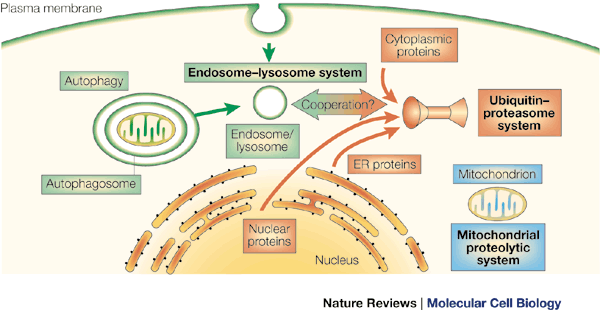 Plasma membrane
Cytoplasmic
proteins
Autophagy
Endosome–lysosome system
Cooperation?
Ubiquitin–
proteasome
system
Endosome/
lysosome
ER proteins
Autophagosome
Mitochondrion
Nuclear
proteins
Mitochondrial
proteolytic
system
Nucleus
Nature Reviews | Molecular Cell Biology